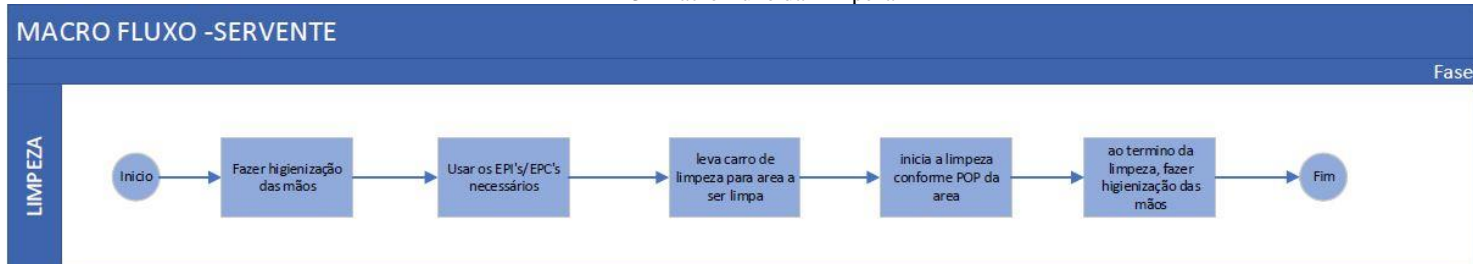 MACRO FLUXO -SERVENTE
Fase
LIMPEZA
Inicio
Fazer higienização
das mãos
Usar os EPI's/EPC's
necessários
leva carro de
limpeza para area a
ser limpa
inicia a limpeza
conforme POP da
area
ao termino da
limpeza, fazer
higienização das
mãos
Fim